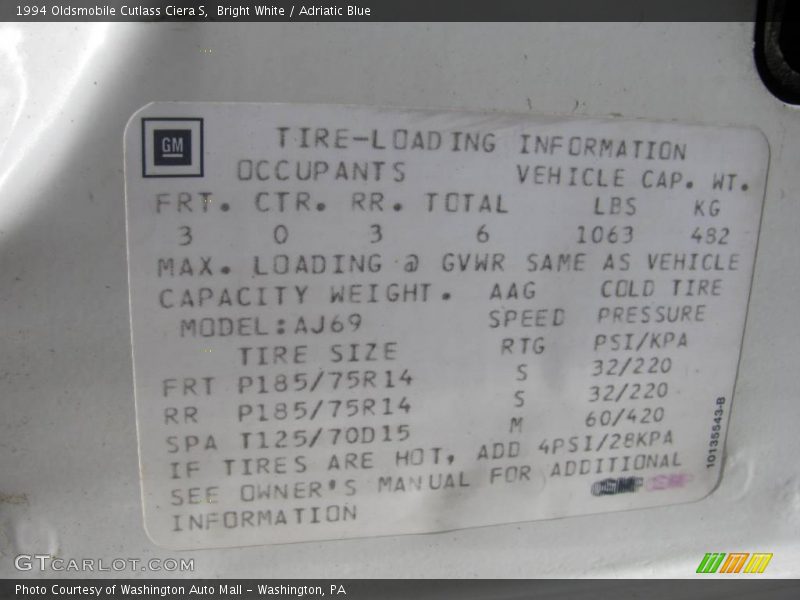 1994 Oldsmobile Cutlass Ciera S,  Bright White / Adriatic Blue
GM
TIRE-LOADING INFORMATION
OCCUPANTS VEHICLE CAP. WT.
FRT. CTR. RR. TOTAL LBS KG
3 0 3 6 1063 482
MAX. LOADING @ GVWR SAME AS VEHICLE
CAPACITY WEIGHT. AAG COLD TIRE
MODEL:AJ69 SPEED PRESSURE
TIRE SIZE RTG PSI/KPA
FRT P185/75R14 S 32/220
RR P185/75R14 S 32/220
SPA T125/70D15 M 60/420
IF TIRES ARE HOT, ADD 4PSI/28KPA
SEE OWNER'S MANUAL FOR ADDITIONAL
INFORMATION
10135543-B
GTCARLOT.COM
Photo Courtesy of Washington Auto Mall - Washington, PA